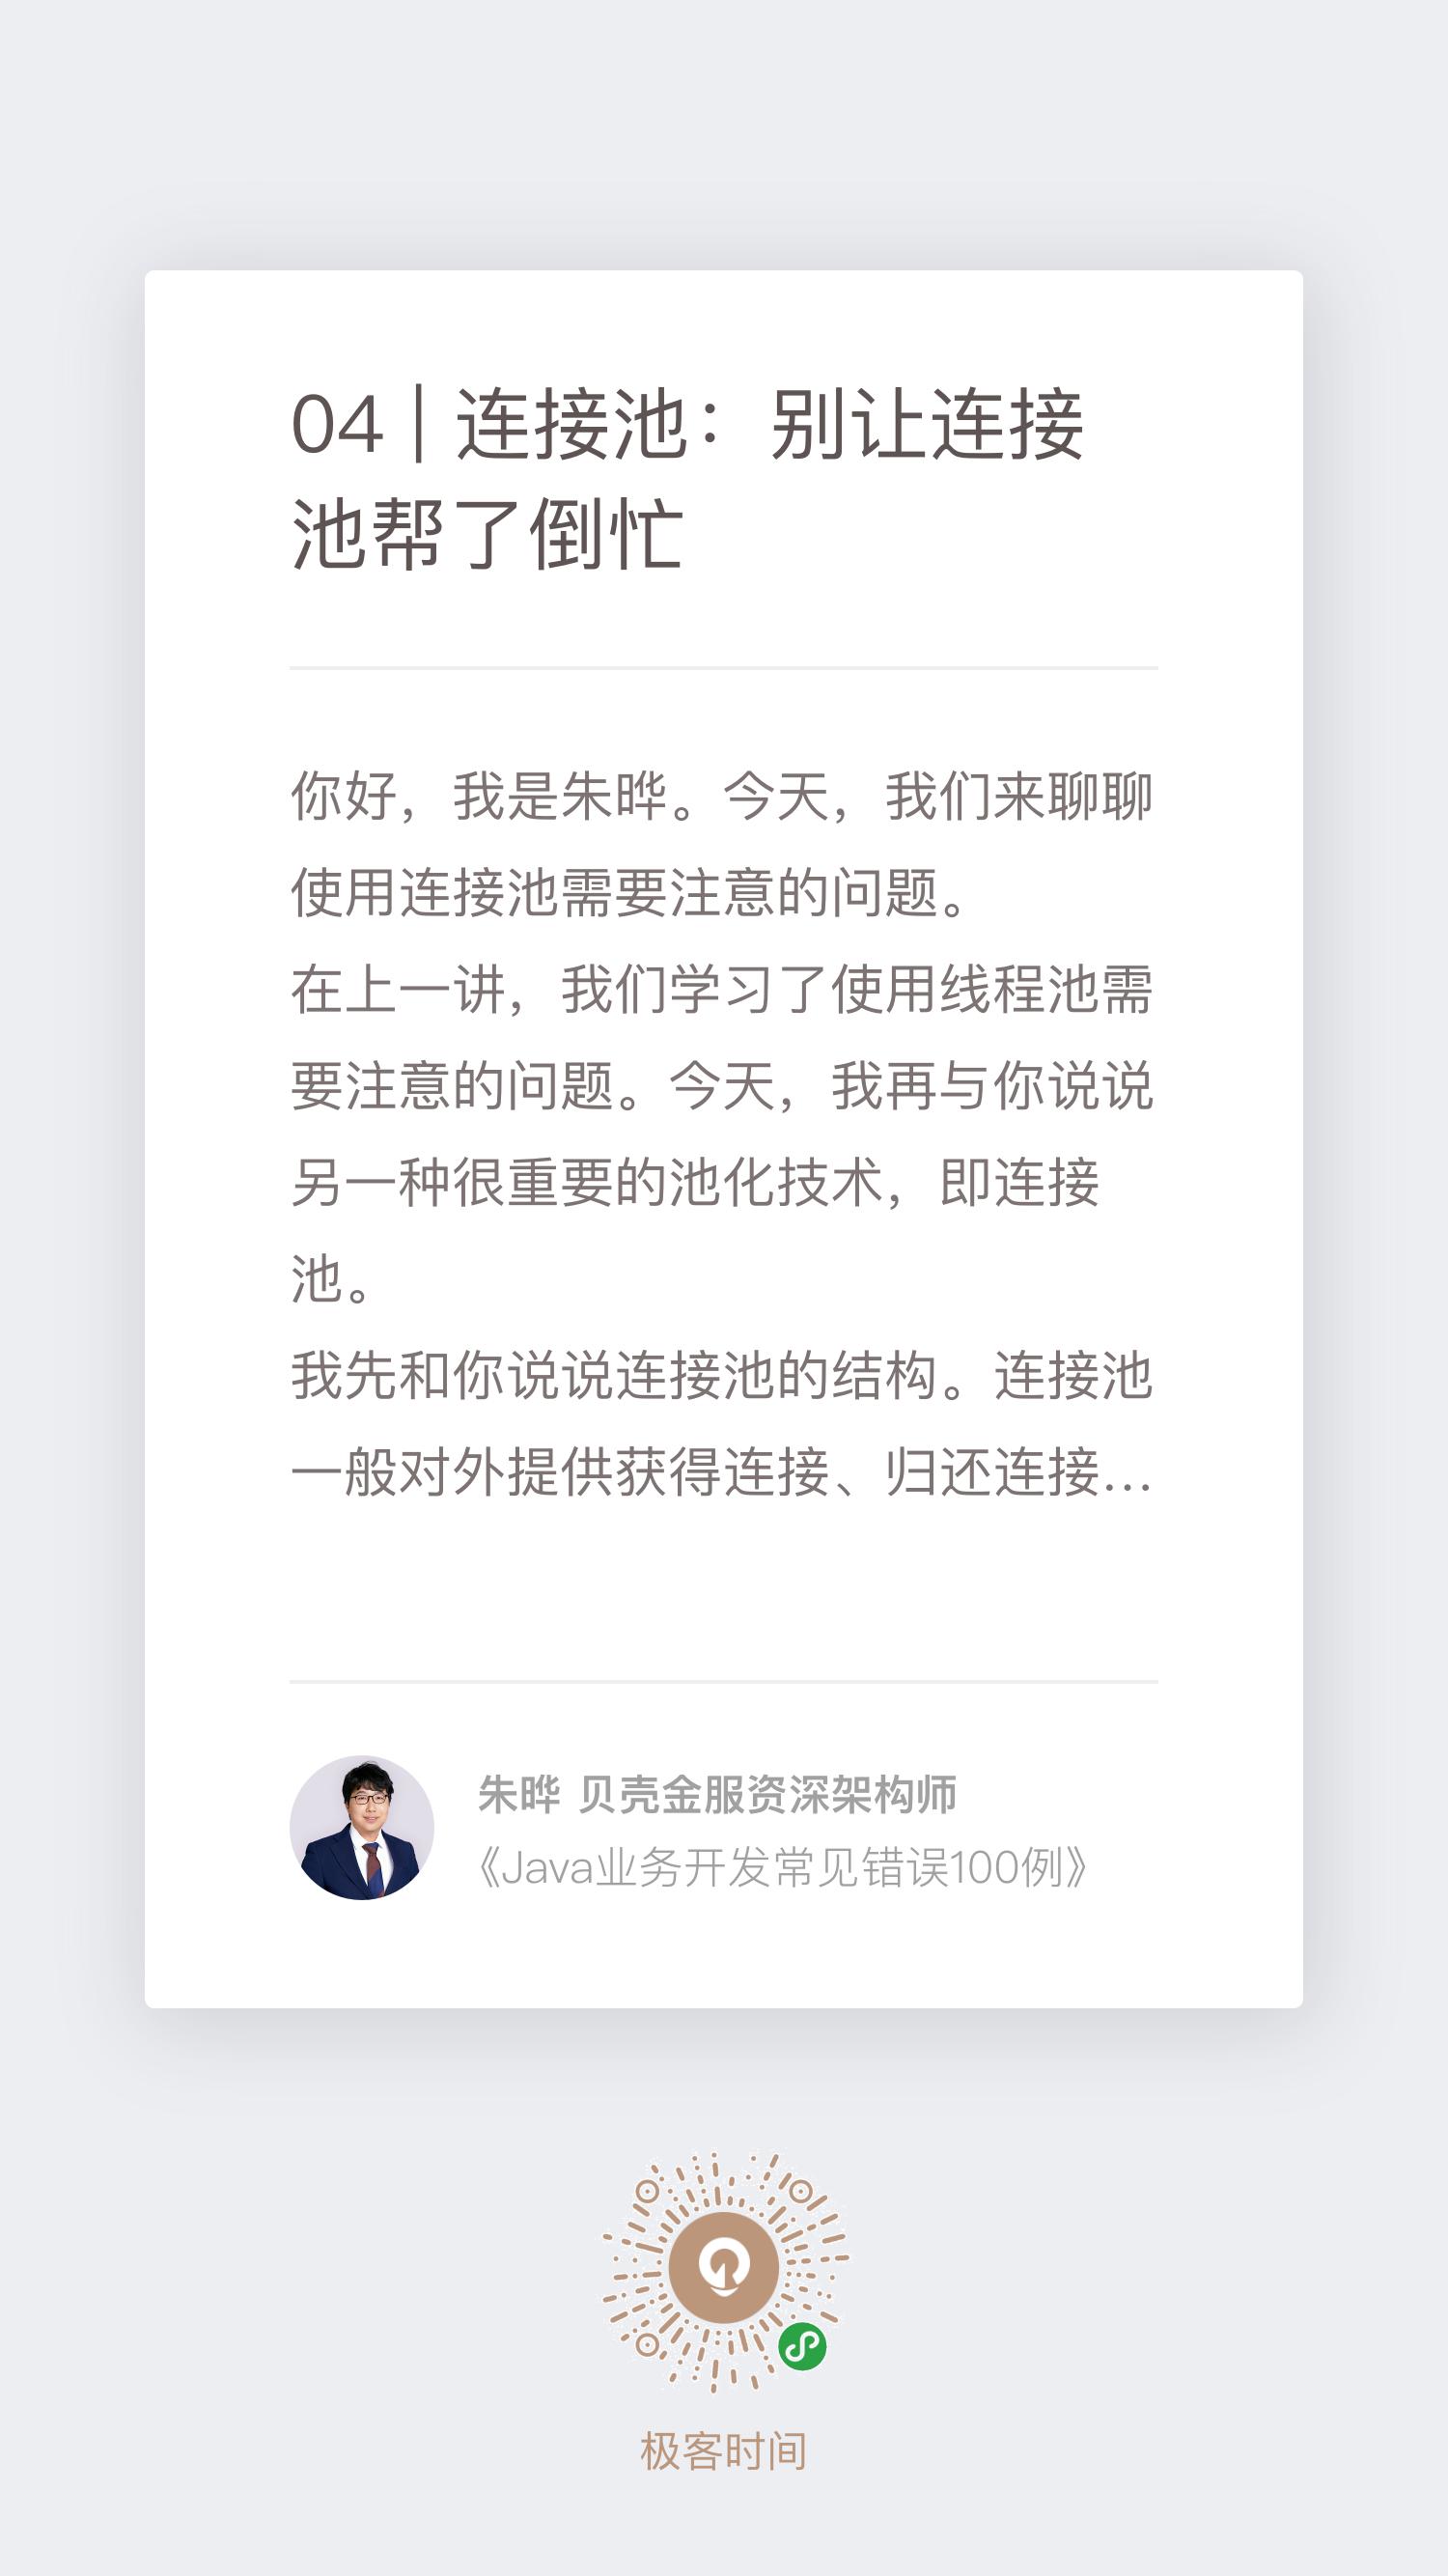 04 | 连接池：别让连接
池帮了倒忙
你好，我是朱晔。今天，我们来聊聊
使用连接池需要注意的问题。
在上一讲，我们学习了使用线程池需
要注意的问题。今天，我再与你说说
另一种很重要的池化技术，即连接
池。
我先和你说说连接池的结构。连接池
一般对外提供获得连接、归还连接...
朱晔 贝壳金服资深架构师
《Java业务开发常见错误100例》
极客时间